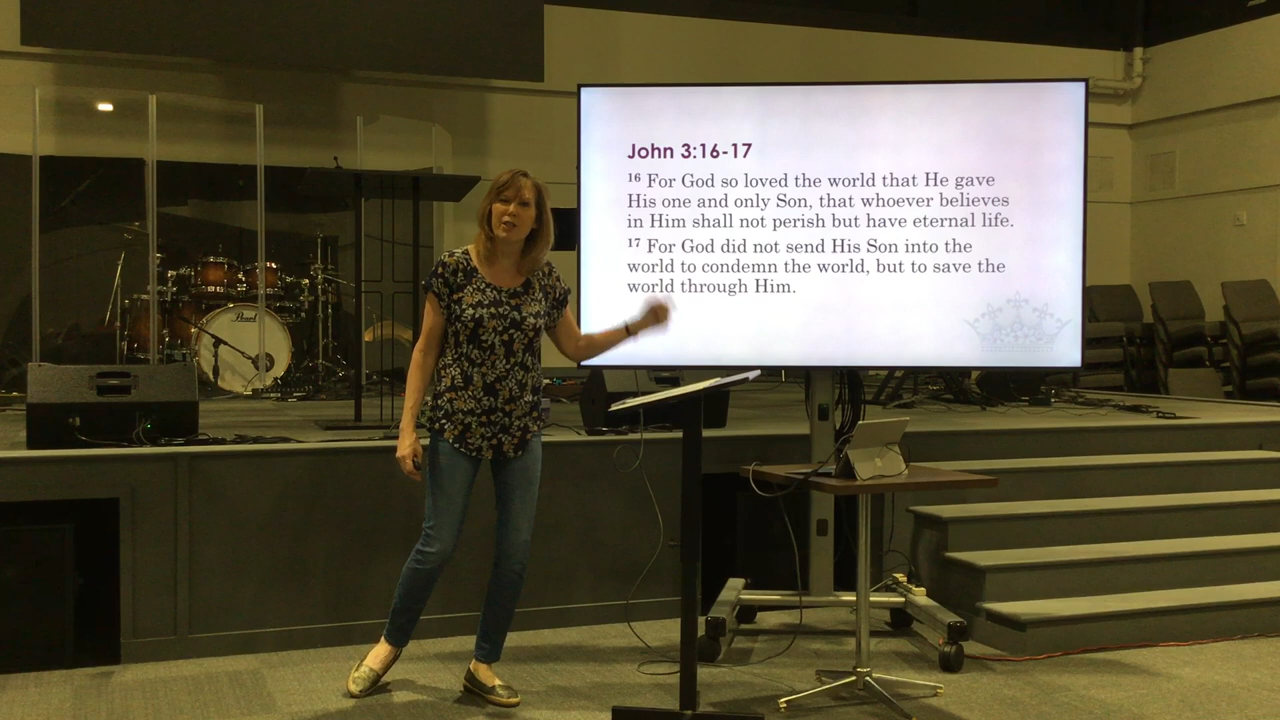 John 3:16-17
16 For God so loved the world that He gave
His one and only Son, that whoever believes
in Him shall not perish but have eternal life.
17 For God did not send His Son into the
world to condemn the world, but to save the
world through Him.
Pearl